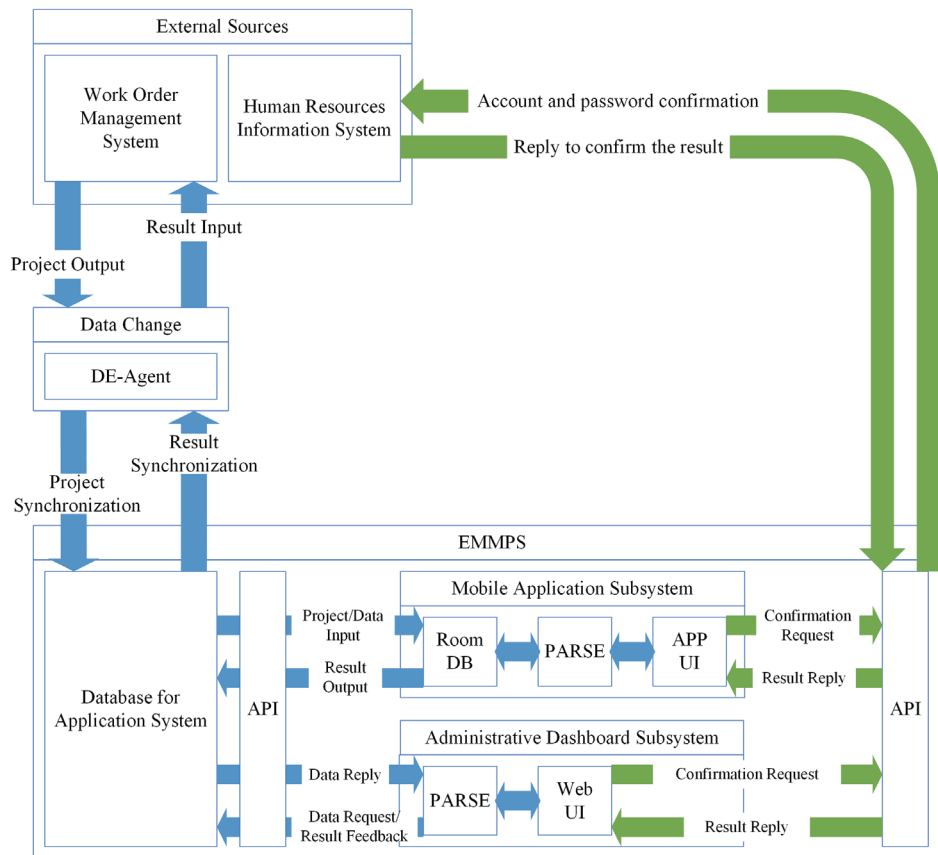 External Sources
Work Order
Management
System
Human Resources
Information System
Account and password confirmation
Reply to confirm the result
Result Input
Project Output
Data Change
DE-Agent
Result
Synchronization
Project
Synchronization
EMMPS
Database for
Application System
API
Project/Data
Input
Result
Output
Mobile Application Subsystem
Room
DB
PARSE
APP
UI
Confirmation
Request
Result Reply
API
Administrative Dashboard Subsystem
Data Reply
Data Request/
Result Feedback
PARSE
Web
UI
Confirmation Request
Result Reply